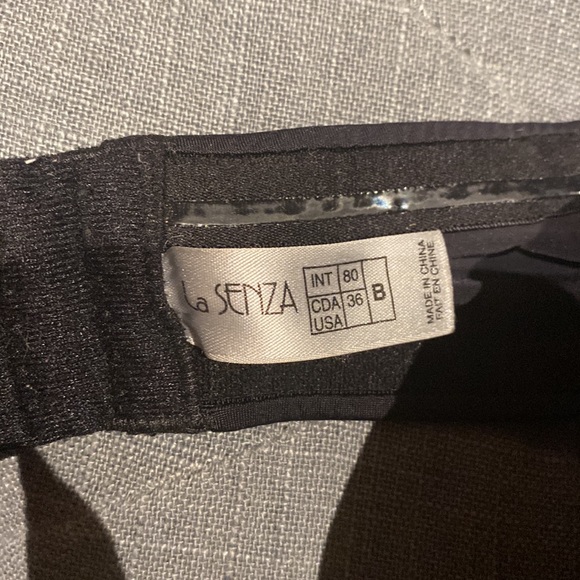 La SENZA
INT 80
CDA 36 B
USA
MADE IN CHINA
FAIT EN CHINE